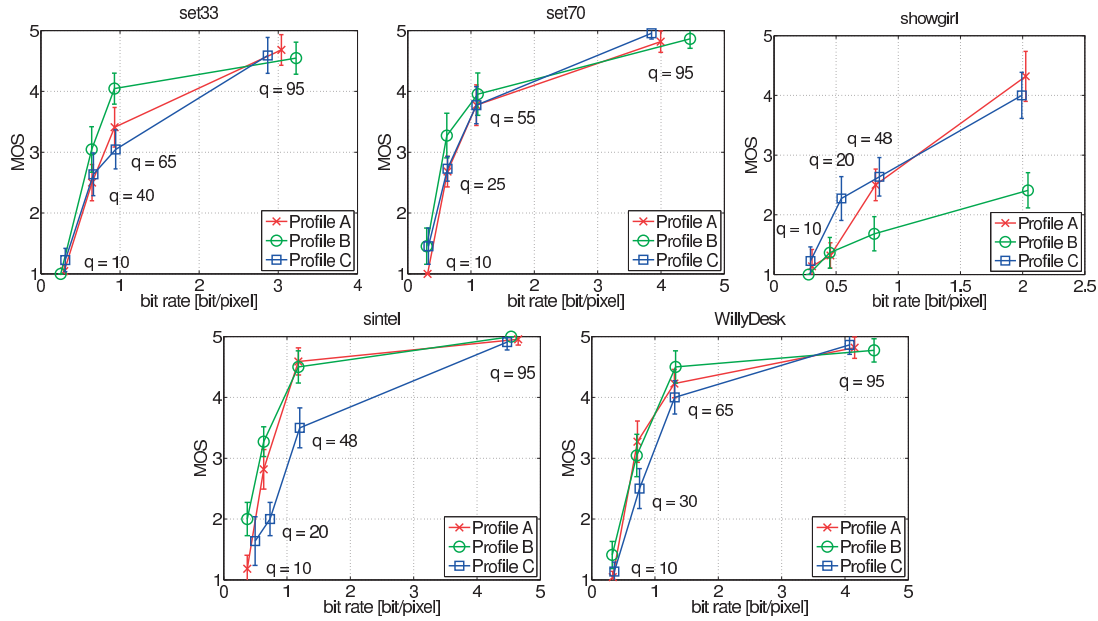 set33
MOS
5
4
3
2
1
0
1
2
3
4
q = 95
q = 65
q = 40
q = 10
Profile A
Profile B
Profile C
bit rate [bit/pixel]
set70
MOS
5
4
3
2
1
0
1
2
3
4
5
q = 95
q = 55
q = 25
q = 10
Profile A
Profile B
Profile C
bit rate [bit/pixel]
showgirl
MOS
5
4
3
2
1
0
0.5
1
1.5
2
2.5
q = 48
q = 20
q = 10
Profile A
Profile B
Profile C
bit rate [bit/pixel]
sintel
MOS
5
4
3
2
1
0
1
2
3
4
5
q = 95
q = 48
q = 20
q = 10
Profile A
Profile B
Profile C
bit rate [bit/pixel]
WillyDesk
MOS
5
4
3
2
1
0
1
2
3
4
5
q = 95
q = 65
q = 30
q = 10
Profile A
Profile B
Profile C
bit rate [bit/pixel]